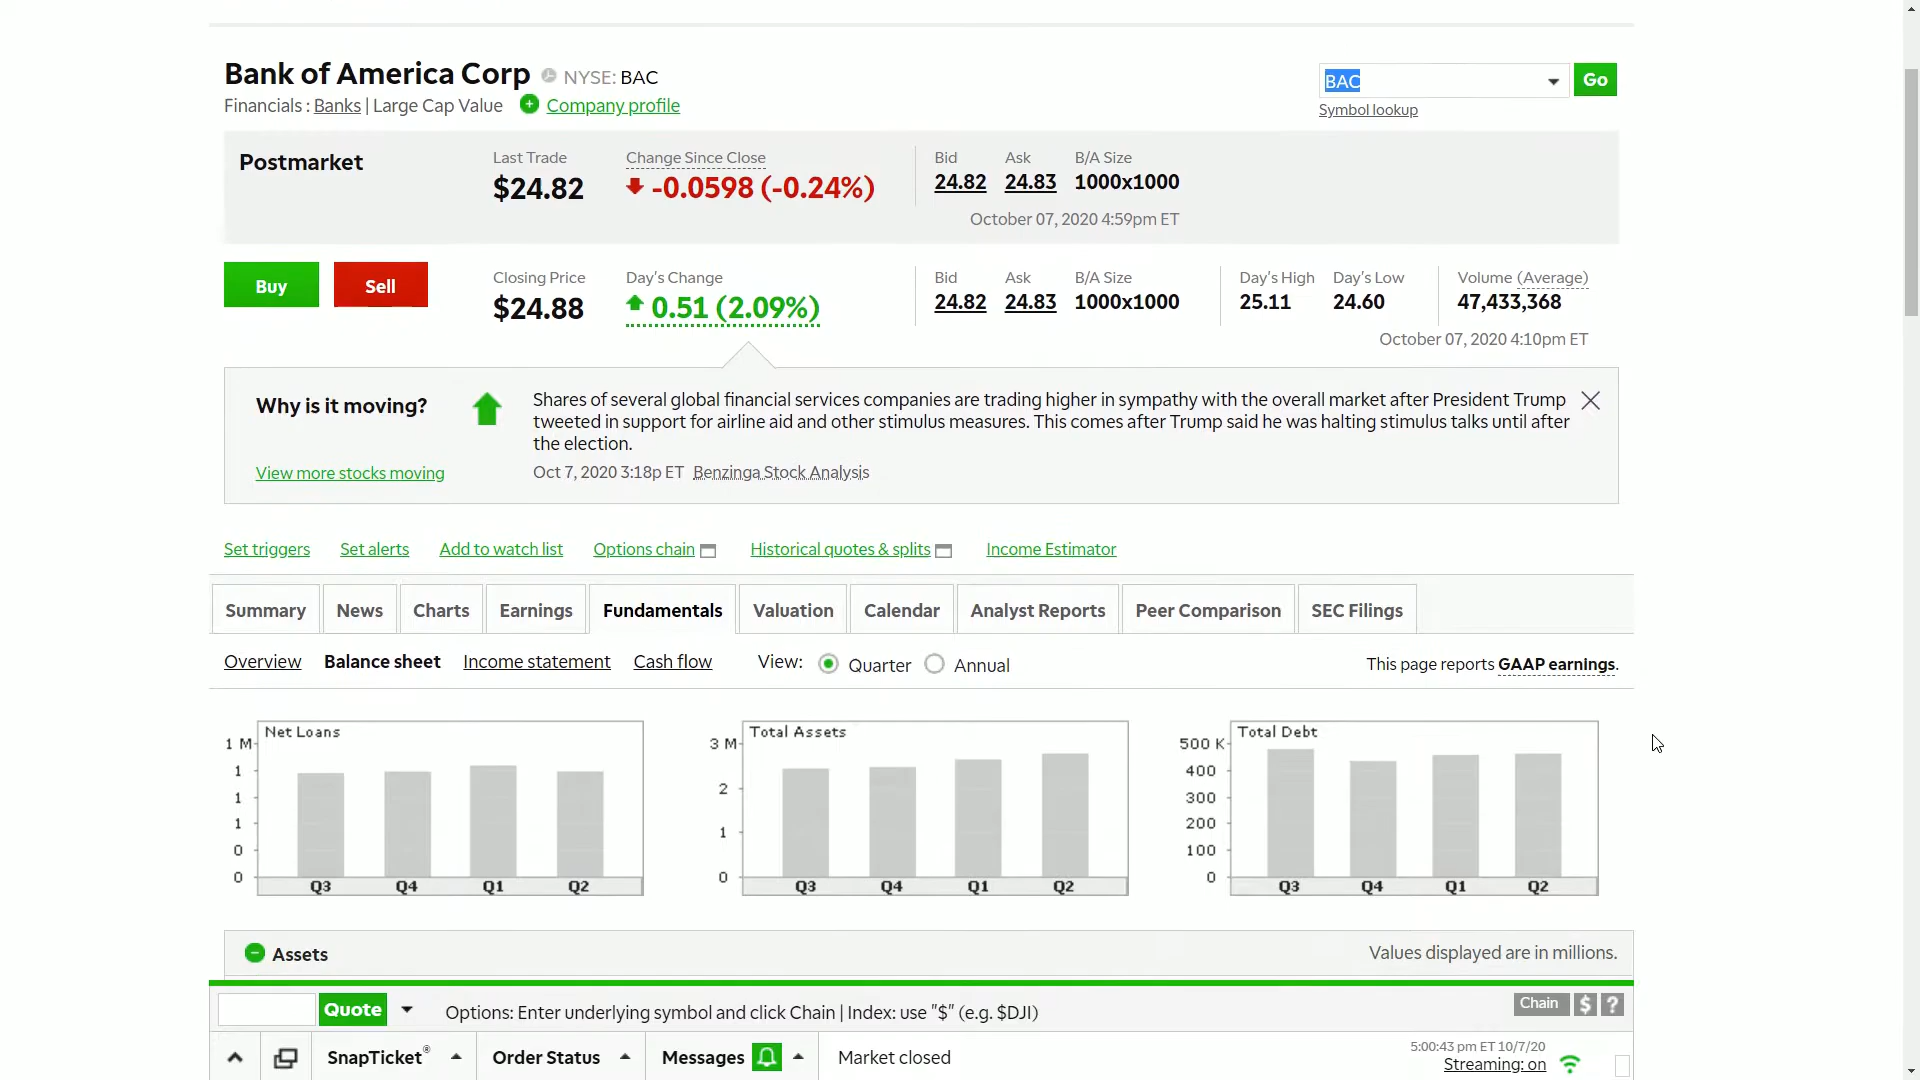 Bank of America Corp NYSE: BAC
BAC Go
Financials : Banks | Large Cap Value + Company profile
Symbol lookup
Postmarket
Last Trade Change Since Close Bid Ask B/A Size
$24.82 -0.0598 (-0.24%) 24.82 24.83 1000x1000
October 07, 2020 4:59pm ET
Buy Sell
Closing Price Day's Change Bid Ask B/A Size Day's High Day's Low Volume (Average)
$24.88 0.51 (2.09%) 24.82 24.83 1000x1000 25.11 24.60 47,433,368
October 07, 2020 4:10pm ET
Why is it moving?
Shares of several global financial services companies are trading higher in sympathy with the overall market after President Trump
tweeted in support for airline aid and other stimulus measures. This comes after Trump said he was halting stimulus talks until after
the election.
View more stocks moving
Oct 7, 2020 3:18p ET Benzinga Stock Analysis
Set triggers Set alerts Add to watch list Options chain Historical quotes & splits Income Estimator
Summary News Charts Earnings Fundamentals Valuation Calendar Analyst Reports Peer Comparison SEC Filings
Overview Balance sheet Income statement Cash flow View: Quarter Annual This page reports GAAP earnings.
Net Loans
1 M
1
1
1
0
0
Q3 Q4 Q1 Q2
Total Assets
3 M
2
1
0
Q3 Q4 Q1 Q2
Total Debt
500 K
400
300
200
100
0
Q3 Q4 Q1 Q2
Assets Values displayed are in millions.
Quote Options: Enter underlying symbol and click Chain | Index: use "$" (e.g. $DJI) Chain $ ?
SnapTicket® Order Status Messages Market closed
5:00:43 pm ET 10/7/20
Streaming: on